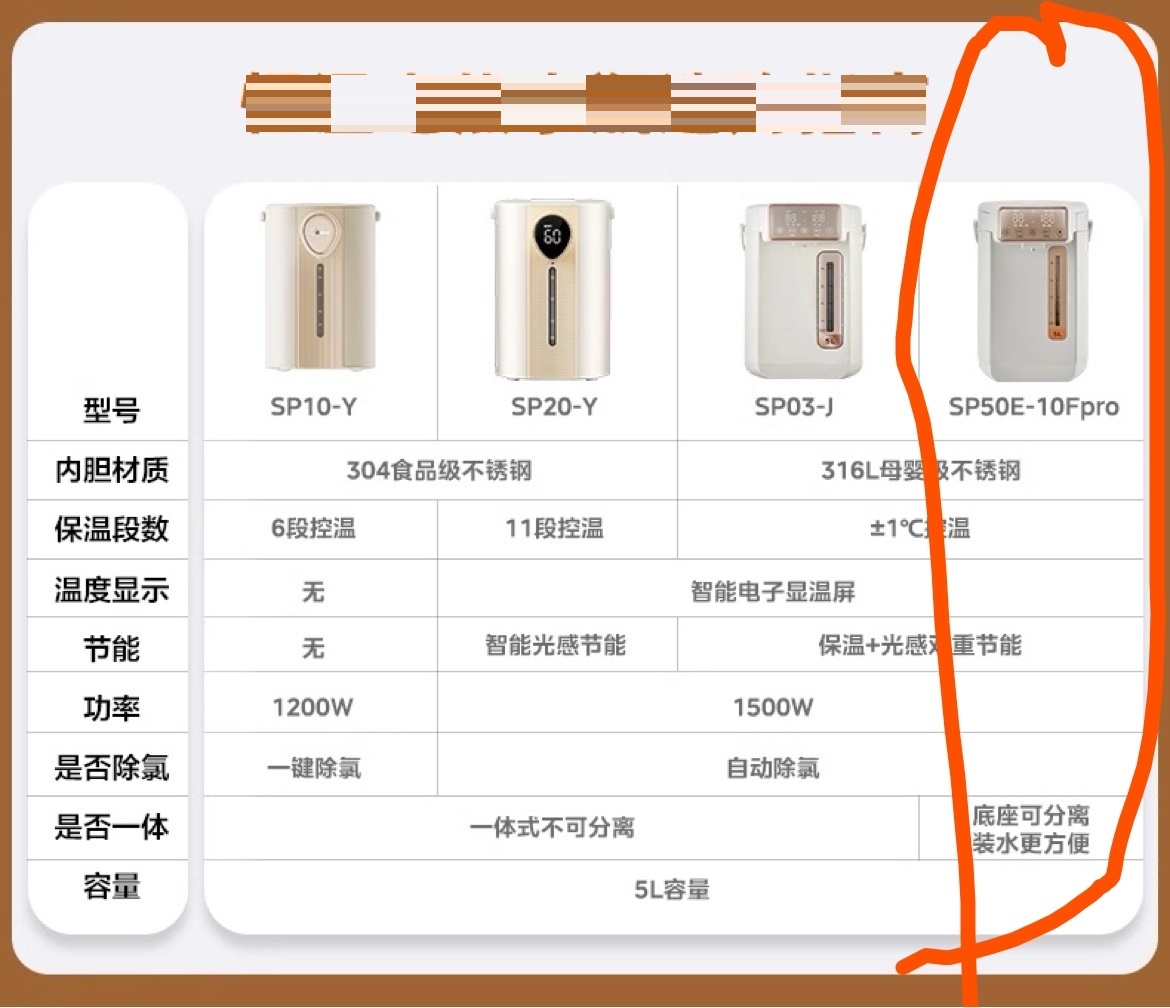 型号
SP10-Y
SP20-Y
SP03-J
SP50E-10Fpro
内胆材质
304食品级不锈钢
316L母婴级不锈钢
保温段数
6段控温
11段控温
±1℃控温
温度显示
无
智能电子显温屏
节能
无
智能光感节能
保温+光感双重节能
功率
1200W
1500W
是否除氯
一键除氯
自动除氯
是否一体
一体式不可分离
底座可分离
装水更方便
容量
5L容量